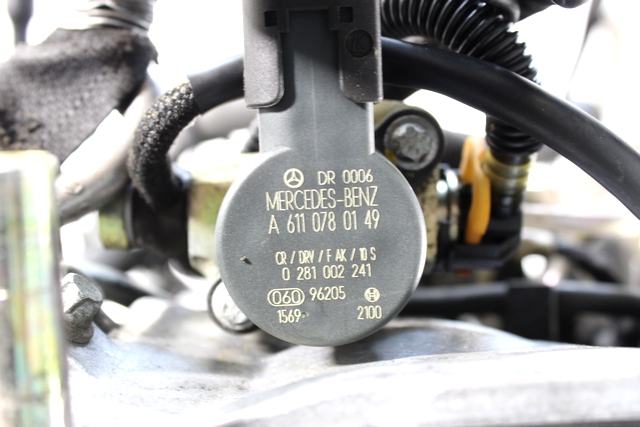 DR 0006
MERCEDES-BENZ
A 611 078 01 49
CR / DRV / F AK / 10 S
0 281 002 241
060 96205
1569 2100